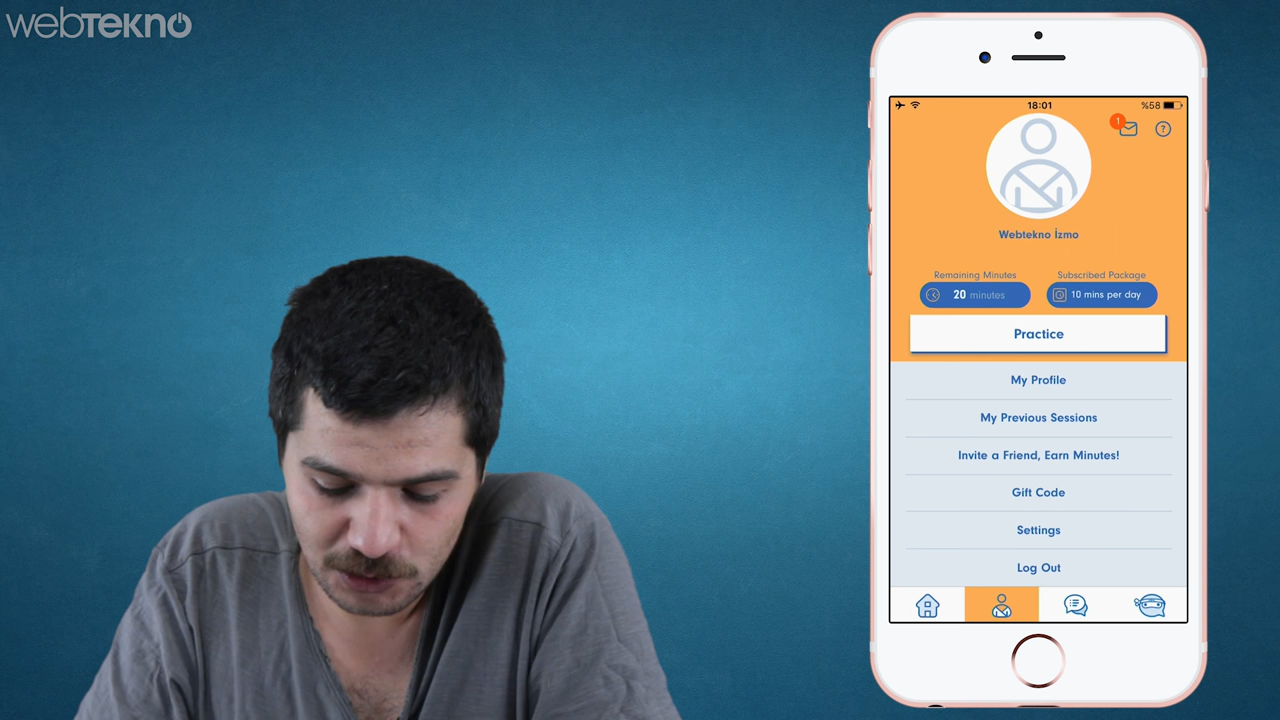 webTEKNO
18:01
%58
1
?
Webtekno İzmo
Remaining Minutes
Subscribed Package
20 minutes
10 mins per day
Practice
My Profile
My Previous Sessions
Invite a Friend, Earn Minutes!
Gift Code
Settings
Log Out